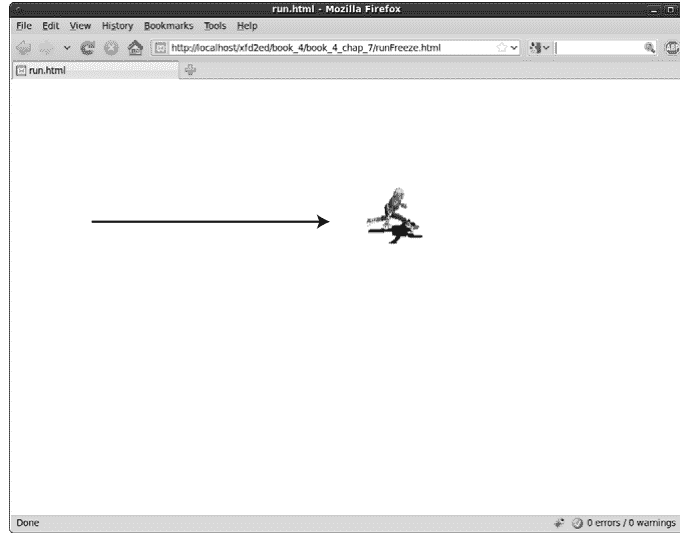 run.html - Mozilla Firefox
File Edit View History Bookmarks Tools Help
http://localhost/xfd2ed/book_4/book_4_chap_7/runFreeze.html
run.html
Done 0 errors / 0 warnings